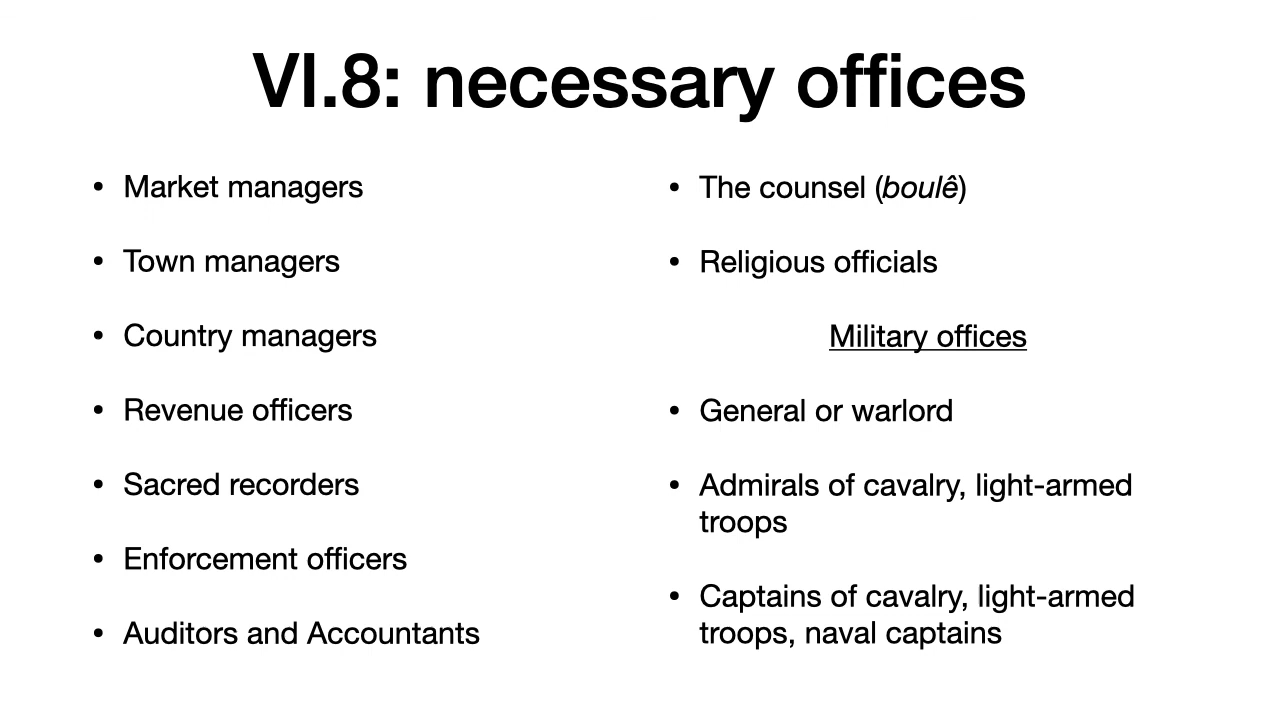 VI.8: necessary offices
• Market managers
• Town managers
• Country managers
• Revenue officers
• Sacred recorders
• Enforcement officers
• Auditors and Accountants
• The counsel (boulê)
• Religious officials
Military offices
• General or warlord
• Admirals of cavalry, light-armed
troops
• Captains of cavalry, light-armed
troops, naval captains